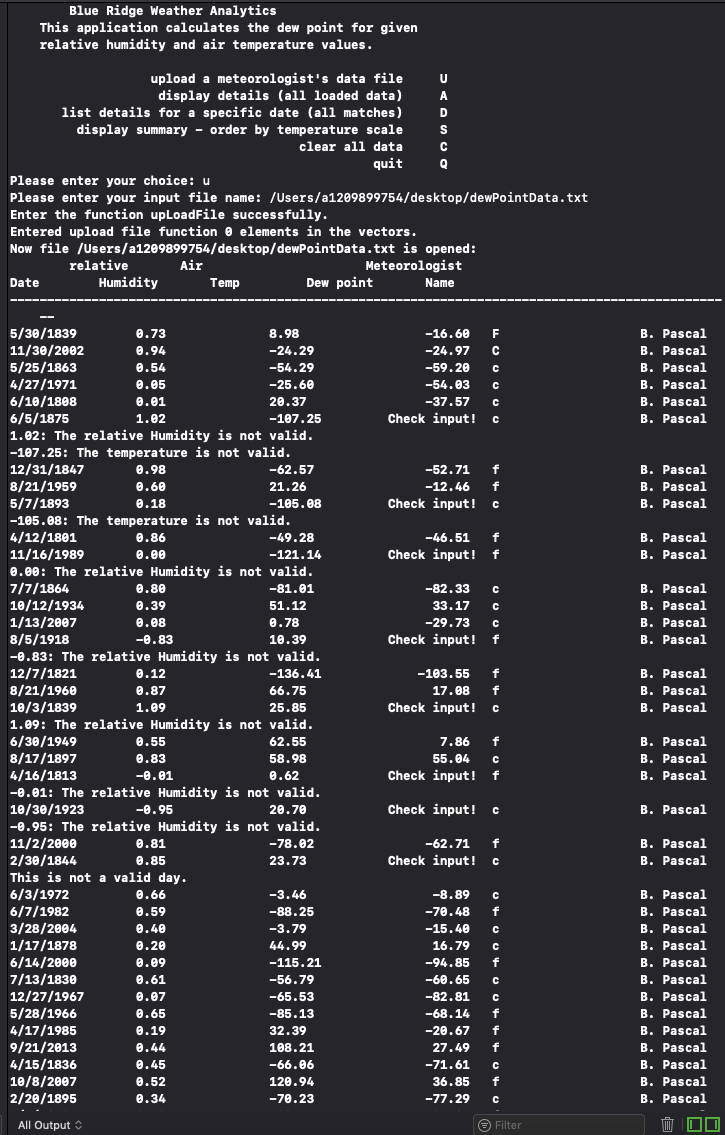 Blue Ridge Weather Analytics
This application calculates the dew point for given
relative humidity and air temperature values.
upload a meteorologist's data file U
display details (all loaded data) A
list details for a specific date (all matches) D
display summary – order by temperature scale S
clear all data C
quit Q
Please enter your choice: u
Please enter your input file name: /Users/a1209899754/desktop/dewPointData.txt
Enter the function upLoadFile successfully.
Entered upload file function 0 elements in the vectors.
Now file /Users/a1209899754/desktop/dewPointData.txt is opened:
relative Air Meteorologist
Date Humidity Temp Dew point Name
------------------------------------------------------------------------------------------------
--
5/30/1839 0.73 8.98 -16.60 F B. Pascal
11/30/2002 0.94 -24.29 -24.97 C B. Pascal
5/25/1863 0.54 -54.29 -59.20 c B. Pascal
4/27/1971 0.05 -25.60 -54.03 c B. Pascal
6/10/1808 0.01 20.37 -37.57 c B. Pascal
6/5/1875 1.02 -107.25 Check input! c B. Pascal
1.02: The relative Humidity is not valid.
-107.25: The temperature is not valid.
12/31/1847 0.98 -62.57 -52.71 f B. Pascal
8/21/1959 0.60 21.26 -12.46 f B. Pascal
5/7/1893 0.18 -105.08 Check input! c B. Pascal
-105.08: The temperature is not valid.
4/12/1801 0.86 -49.28 -46.51 f B. Pascal
11/16/1989 0.00 -121.14 Check input! f B. Pascal
0.00: The relative Humidity is not valid.
7/7/1864 0.80 -81.01 -82.33 c B. Pascal
10/12/1934 0.39 51.12 33.17 c B. Pascal
1/13/2007 0.08 0.78 -29.73 c B. Pascal
8/5/1918 -0.83 10.39 Check input! f B. Pascal
-0.83: The relative Humidity is not valid.
12/7/1821 0.12 -136.41 -103.55 f B. Pascal
8/21/1960 0.87 66.75 17.08 f B. Pascal
10/3/1839 1.09 25.85 Check input! c B. Pascal
1.09: The relative Humidity is not valid.
6/30/1949 0.55 62.55 7.86 f B. Pascal
8/17/1897 0.83 58.98 55.04 c B. Pascal
4/16/1813 -0.01 0.62 Check input! f B. Pascal
-0.01: The relative Humidity is not valid.
10/30/1923 -0.95 20.70 Check input! c B. Pascal
-0.95: The relative Humidity is not valid.
11/2/2000 0.81 -78.02 -62.71 f B. Pascal
2/30/1844 0.85 23.73 Check input! c B. Pascal
This is not a valid day.
6/3/1972 0.66 -3.46 -8.89 c B. Pascal
6/7/1982 0.59 -88.25 -70.48 f B. Pascal
3/28/2004 0.40 -3.79 -15.40 c B. Pascal
1/17/1878 0.20 44.99 16.79 c B. Pascal
6/14/2000 0.09 -115.21 -94.85 f B. Pascal
7/13/1830 0.61 -56.79 -60.65 c B. Pascal
12/27/1967 0.07 -65.53 -82.81 c B. Pascal
5/28/1966 0.65 -85.13 -68.14 f B. Pascal
4/17/1985 0.19 32.39 -20.67 f B. Pascal
9/21/2013 0.44 108.21 27.49 f B. Pascal
4/15/1836 0.45 -66.06 -71.61 c B. Pascal
10/8/2007 0.52 120.94 36.85 f B. Pascal
2/20/1895 0.34 -70.23 -77.29 c B. Pascal
All Output
Filter